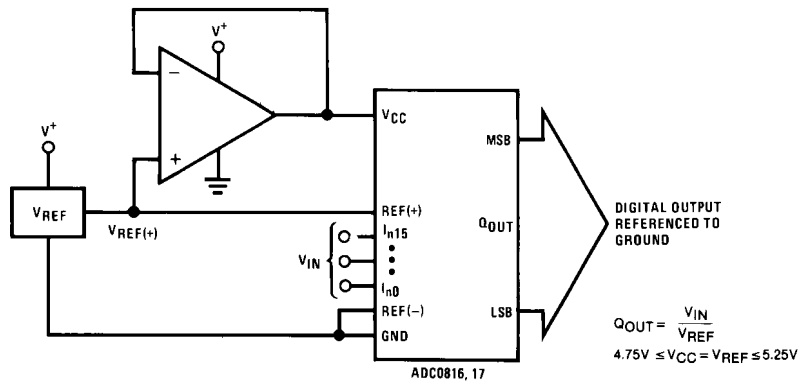 V+
−
V+
+
VREF
VREF(+)
VCC
REF(+)
VIN
In15
In0
REF(−)
GND
MSB
QOUT
LSB
ADC0816, 17
DIGITAL OUTPUT
REFERENCED TO
GROUND
QOUT = VIN
VREF
4.75V ≤ VCC = VREF ≤ 5.25V